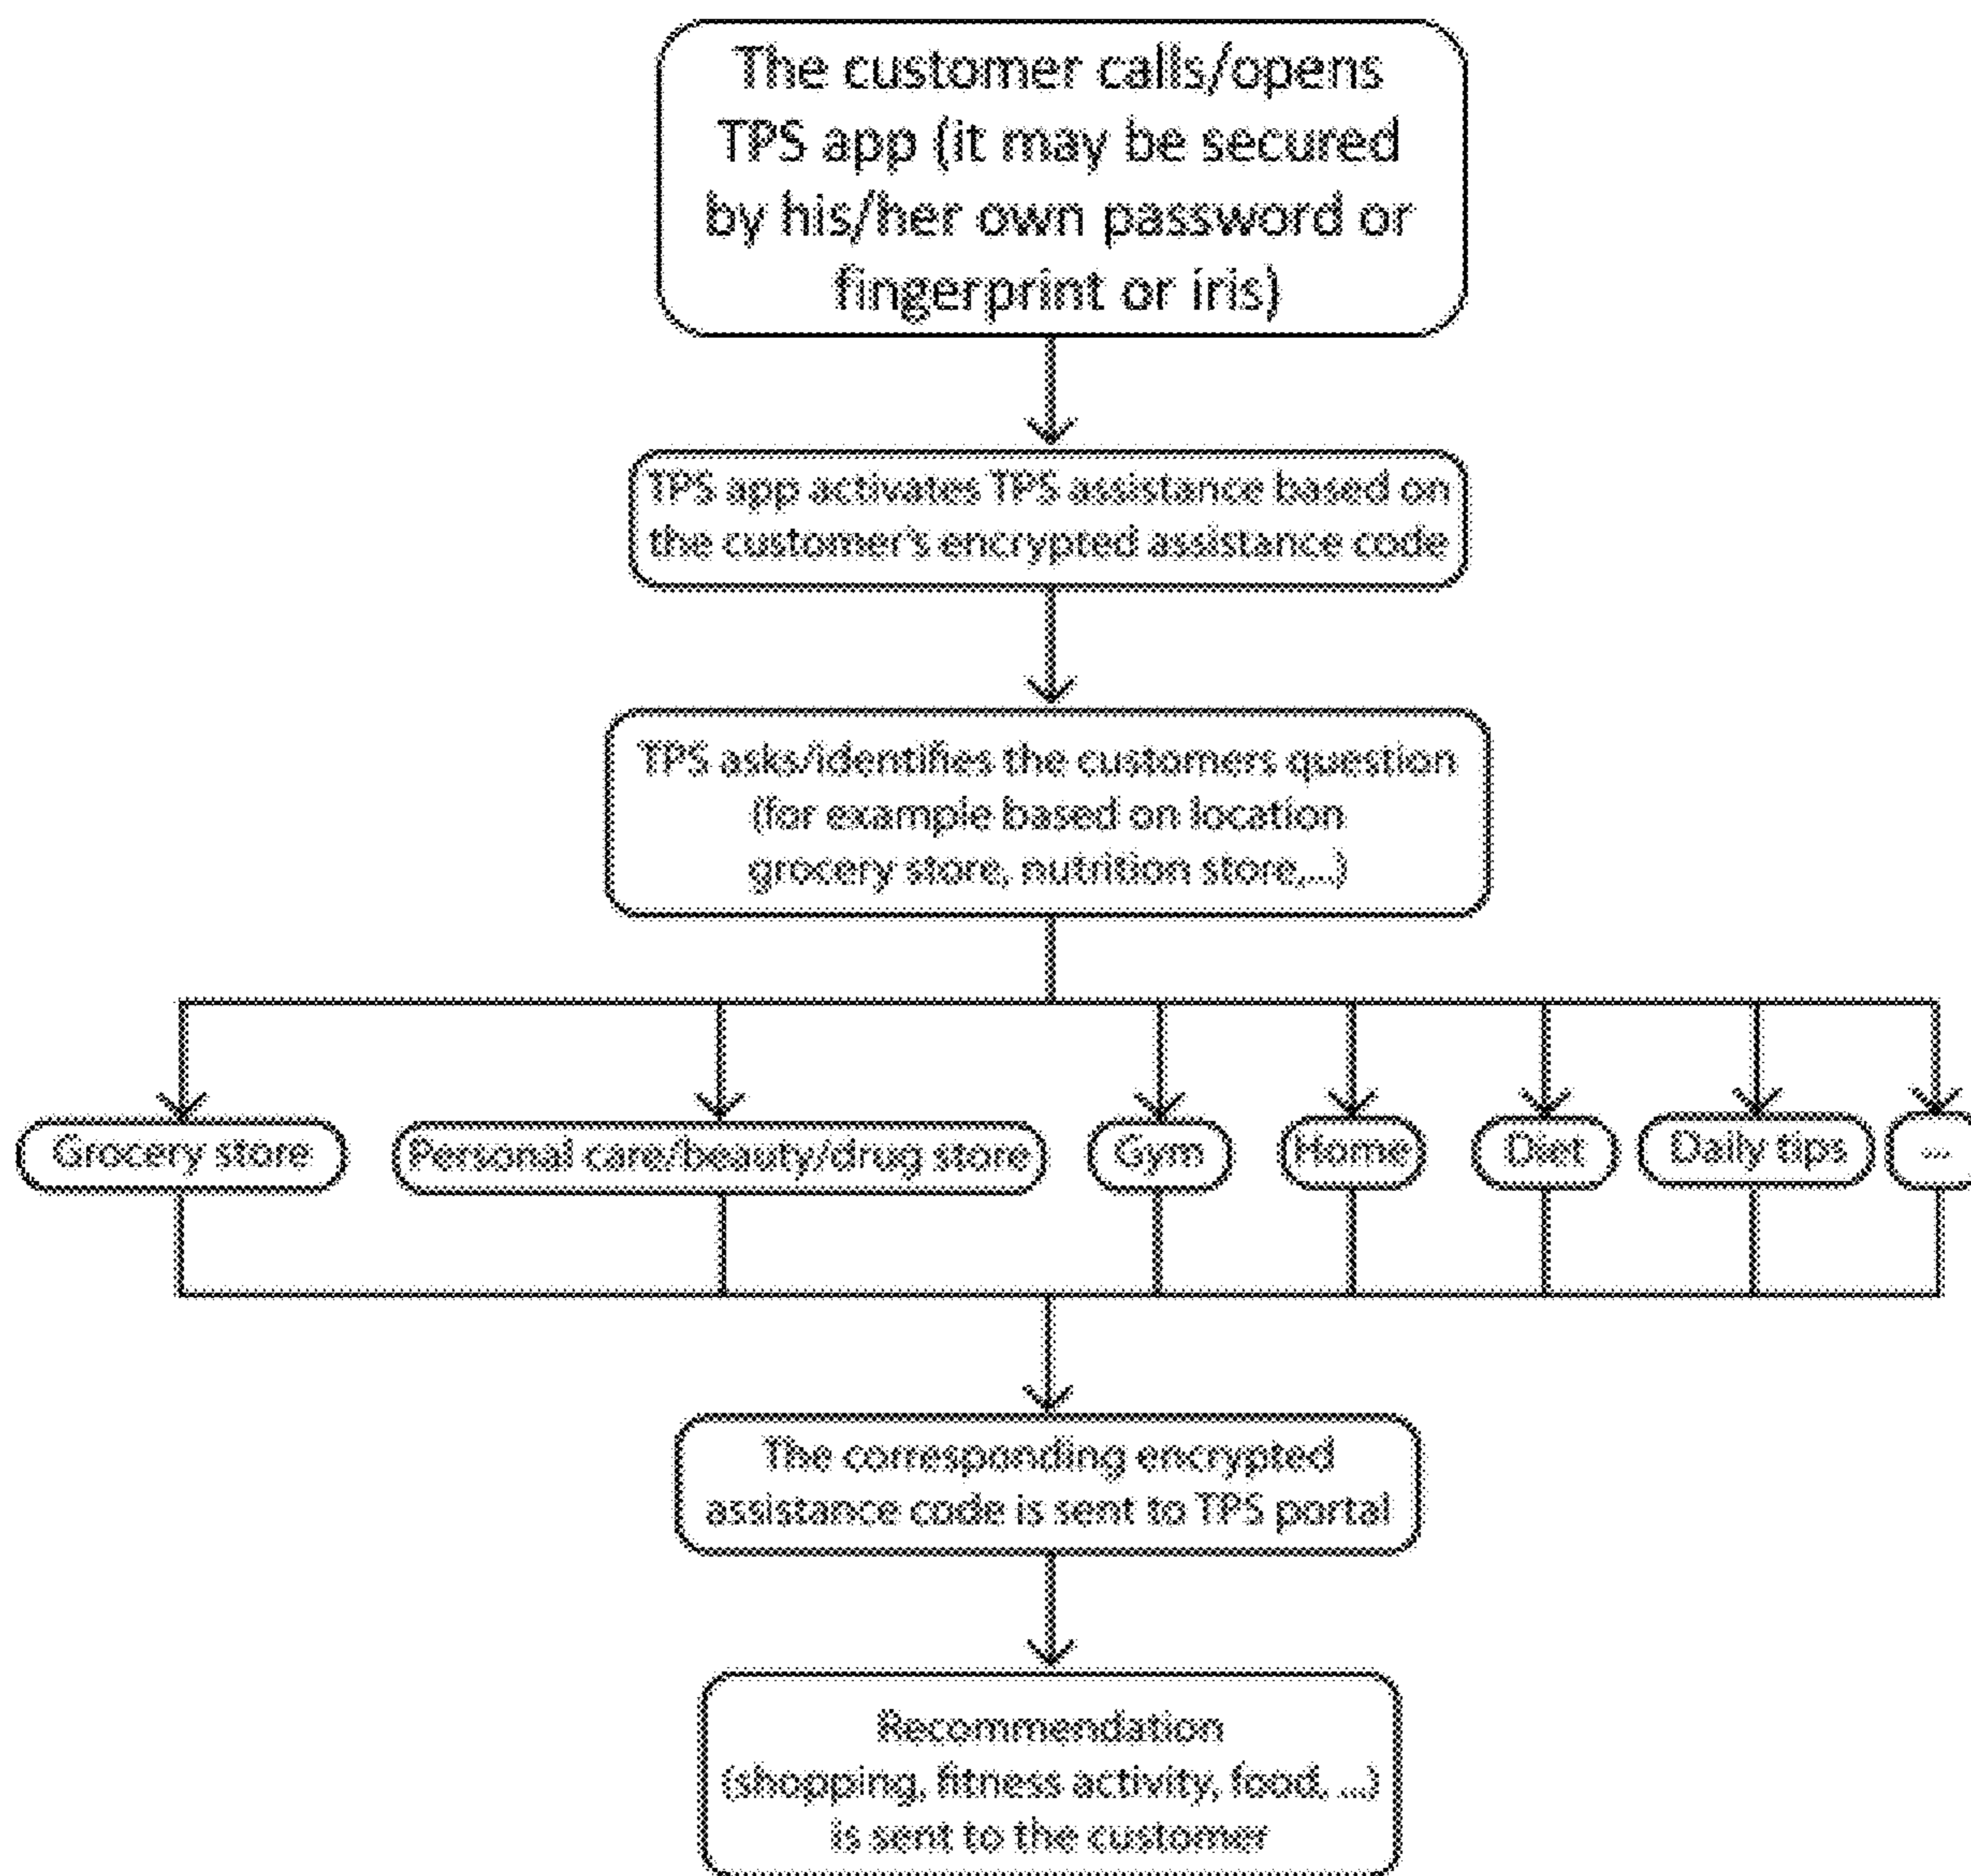 The customer calls/opens
TPS app (it may be secured
by his/her own password or
fingerprint or iris)
TPS app activates TPS assistance based on
the customer's encrypted assistance code
TPS asks/identifies the customers question
(for example based on location
grocery store, nutrition store,...)
Grocery store
Personal care/beauty/drug store
Gym
Home
Diet
Daily tips
...
The corresponding encrypted
assistance code is sent to TPS portal
Recommendation
(shopping, fitness activity, food, ...)
is sent to the customer